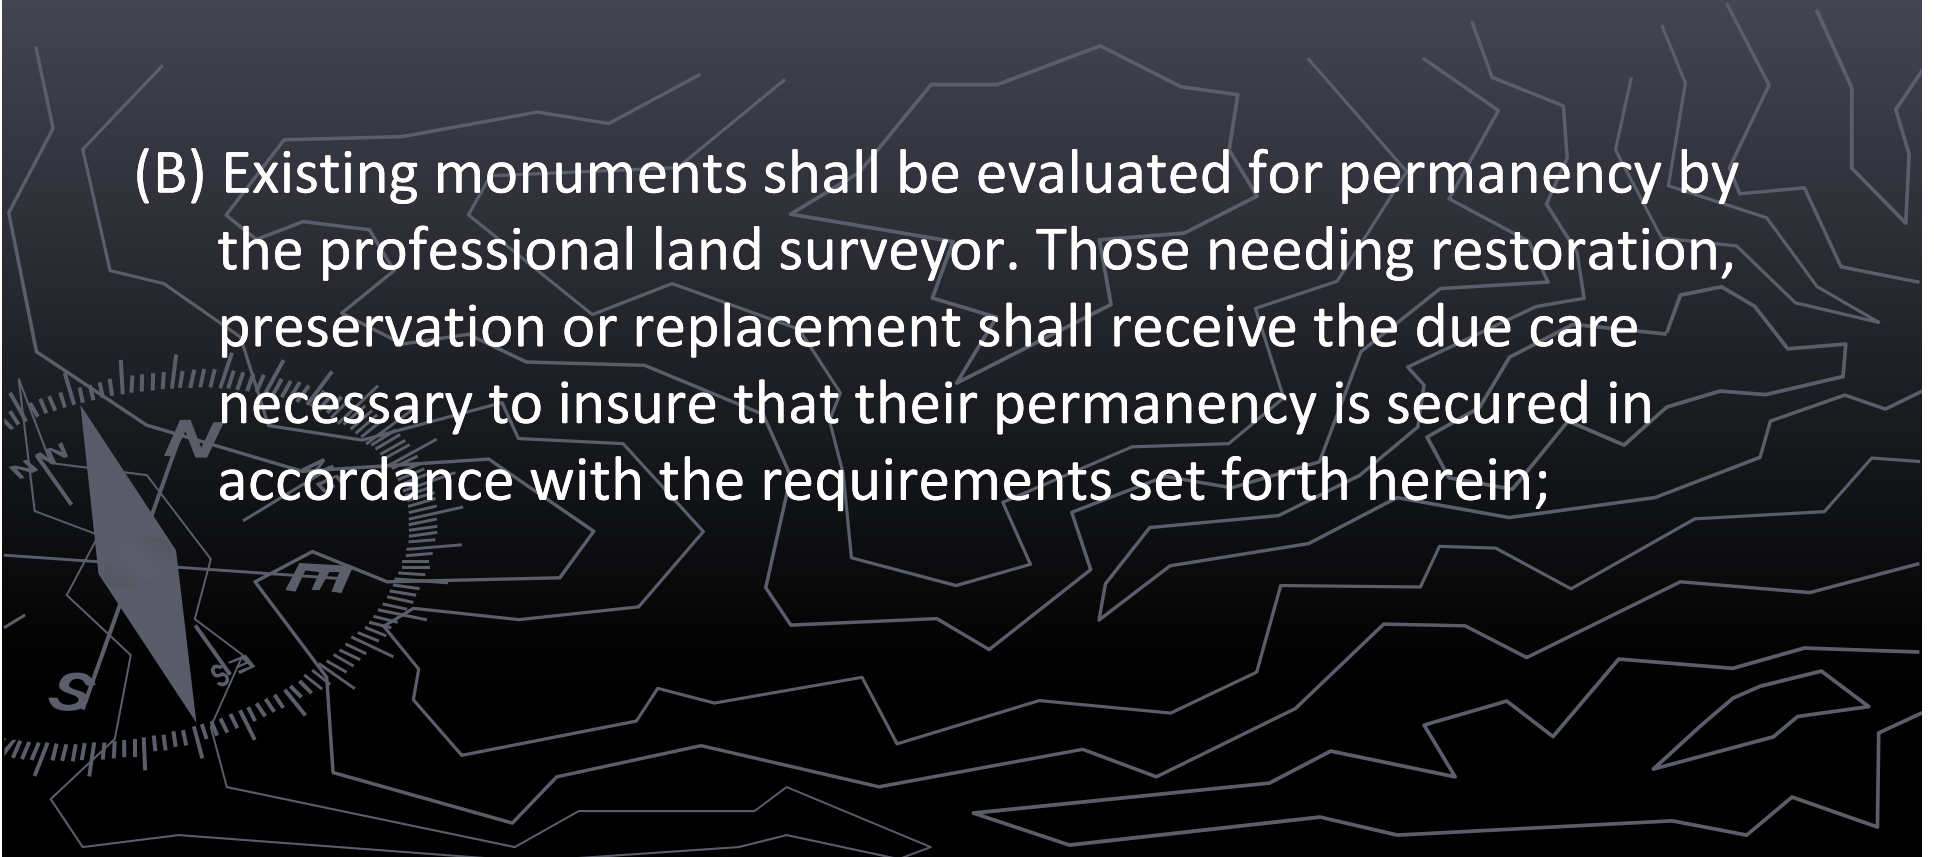 (B) Existing monuments shall be evaluated for permanency by
the professional land surveyor. Those needing restoration,
preservation or replacement shall receive the due care
necessary to insure that their permanency is secured in
accordance with the requirements set forth herein;
N
E
S